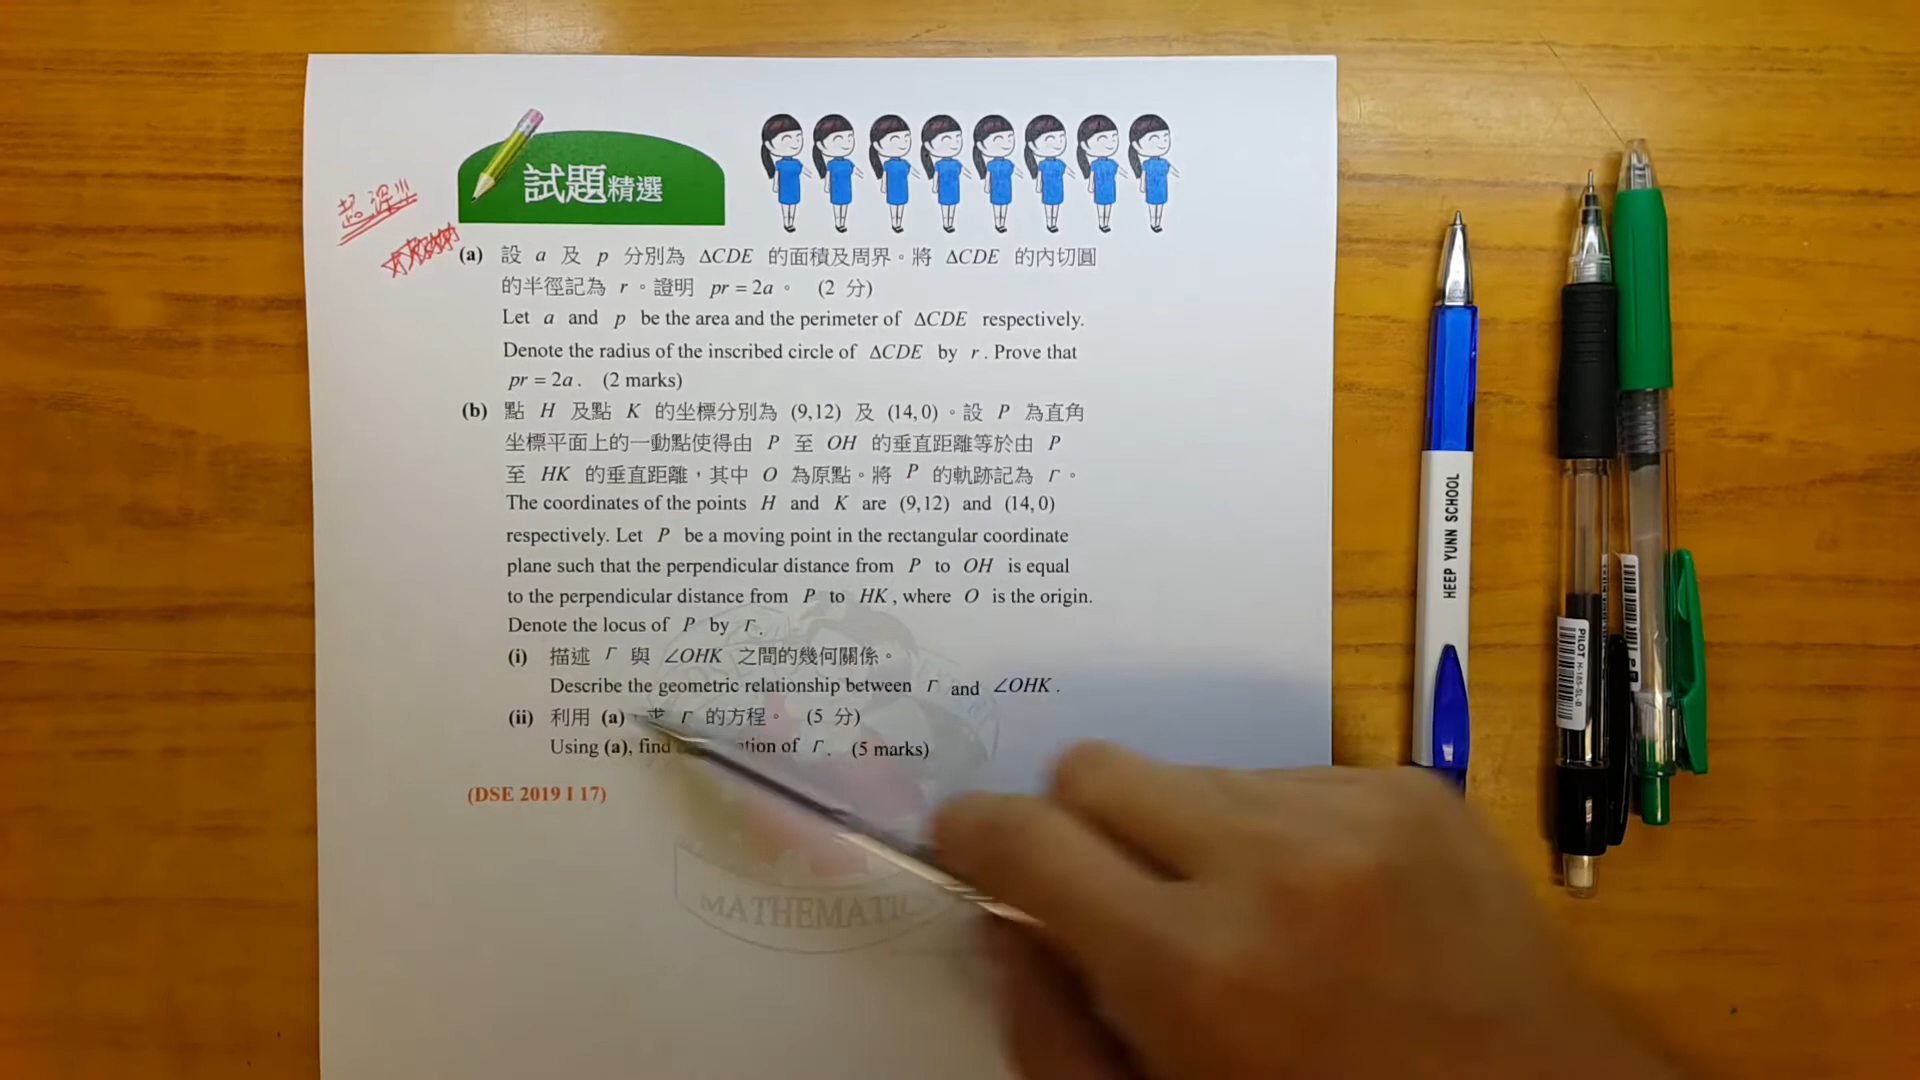 試題精選
超深!!!
(a) 設 a 及 p 分別為 ΔCDE 的面積及周界。將 ΔCDE 的內切圓
的半徑記為 r 。證明 pr = 2a 。 (2 分)
Let a and p be the area and the perimeter of ΔCDE respectively.
Denote the radius of the inscribed circle of ΔCDE by r . Prove that
pr = 2a . (2 marks)
(b) 點 H 及點 K 的坐標分別為 (9,12) 及 (14,0) 。設 P 為直角
坐標平面上的一動點使得由 P 至 OH 的垂直距離等於由 P
至 HK 的垂直距離，其中 O 為原點。將 P 的軌跡記為 Γ 。
The coordinates of the points H and K are (9,12) and (14,0)
respectively. Let P be a moving point in the rectangular coordinate
plane such that the perpendicular distance from P to OH is equal
to the perpendicular distance from P to HK , where O is the origin.
Denote the locus of P by Γ .
(i) 描述 Γ 與 ∠OHK 之間的幾何關係。
Describe the geometric relationship between Γ and ∠OHK .
(ii) 利用 (a)，求 Γ 的方程。 (5 分)
Using (a), find of Γ . (5 marks)
(DSE 2019 I 17)
DSE
MATHEMATIC
HEEP YUNN SCHOOL
PILOT H-185-SL-B